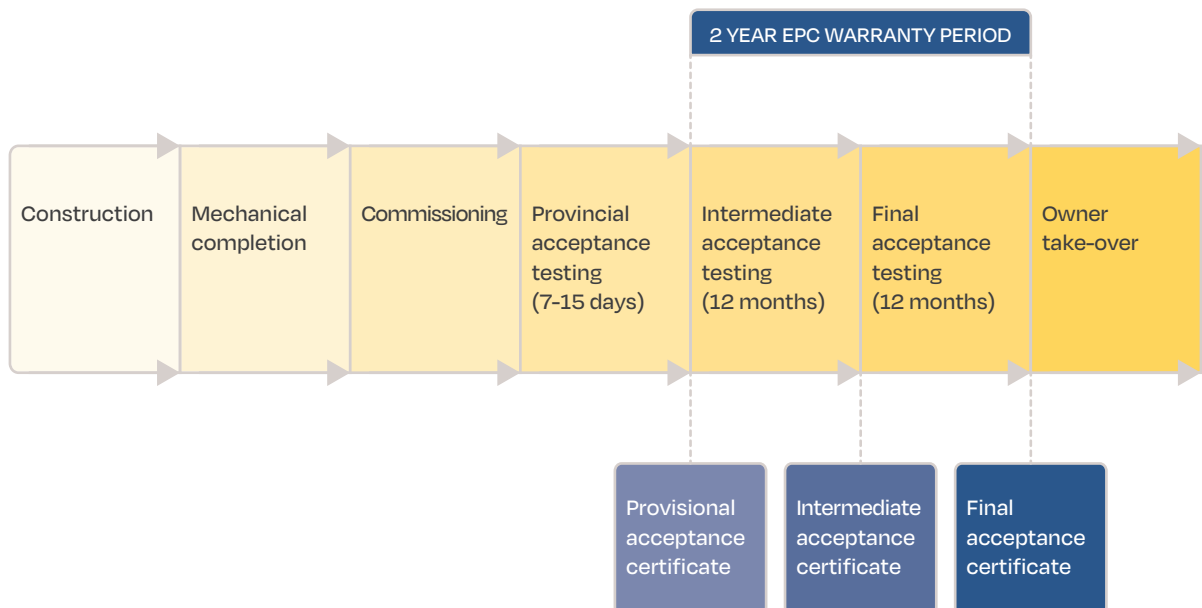 2 YEAR EPC WARRANTY PERIOD
Construction
Mechanical
completion
Commissioning
Provincial
acceptance
testing
(7-15 days)
Intermediate
acceptance
testing
(12 months)
Final
acceptance
testing
(12 months)
Owner
take-over
Provisional
acceptance
certificate
Intermediate
acceptance
certificate
Final
acceptance
certificate